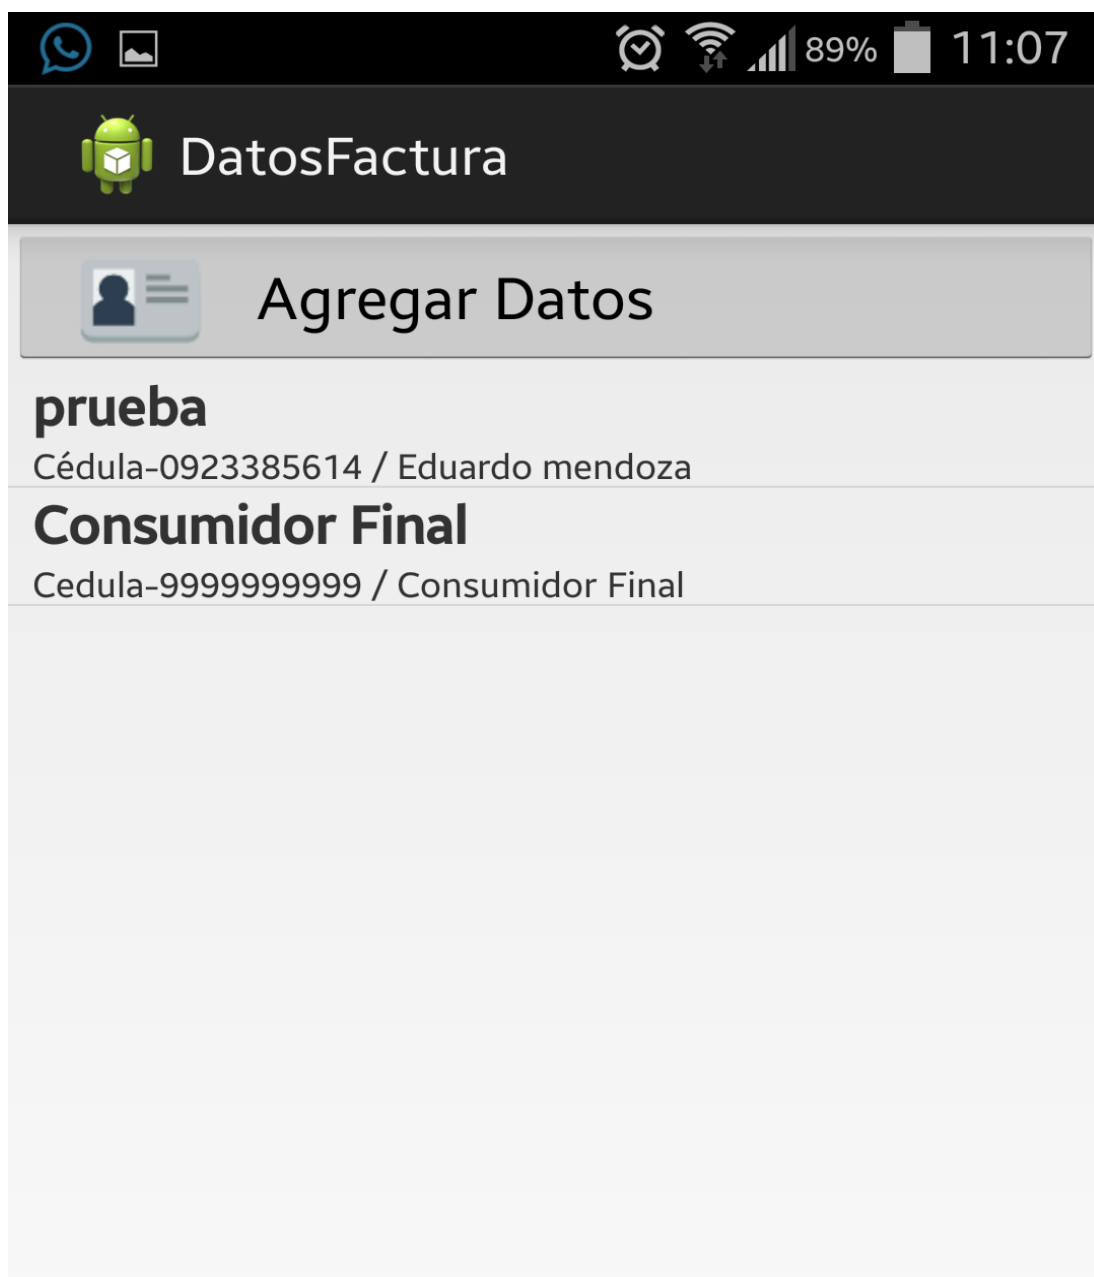 89% 11:07
DatosFactura
Agregar Datos
prueba
Cédula-0923385614 / Eduardo mendoza
Consumidor Final
Cedula-9999999999 / Consumidor Final